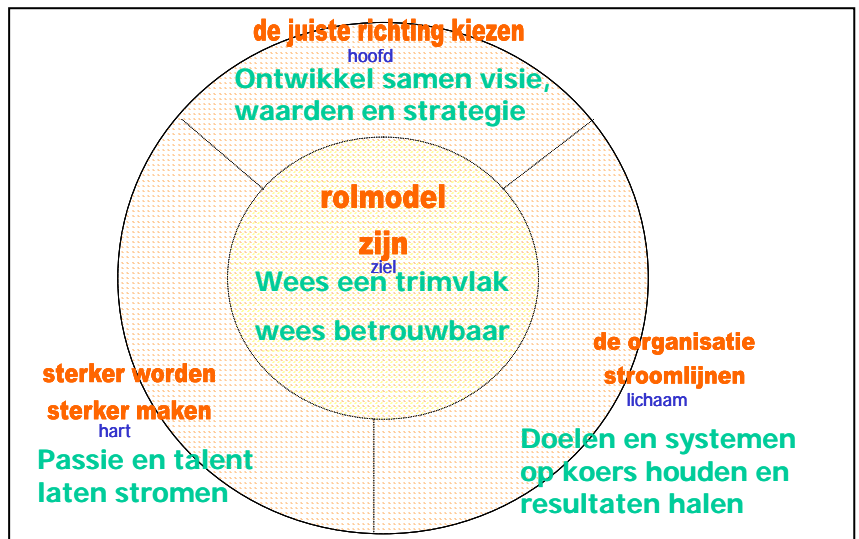 de juiste richting kiezen
hoofd
Ontwikkel samen visie,
waarden en strategie
rolmodel
zijn
ziel
Wees een trimvlak
wees betrouwbaar
sterker worden
sterker maken
hart
Passie en talent
laten stromen
de organisatie
stroomlijnen
lichaam
Doelen en systemen
op koers houden en
resultaten halen